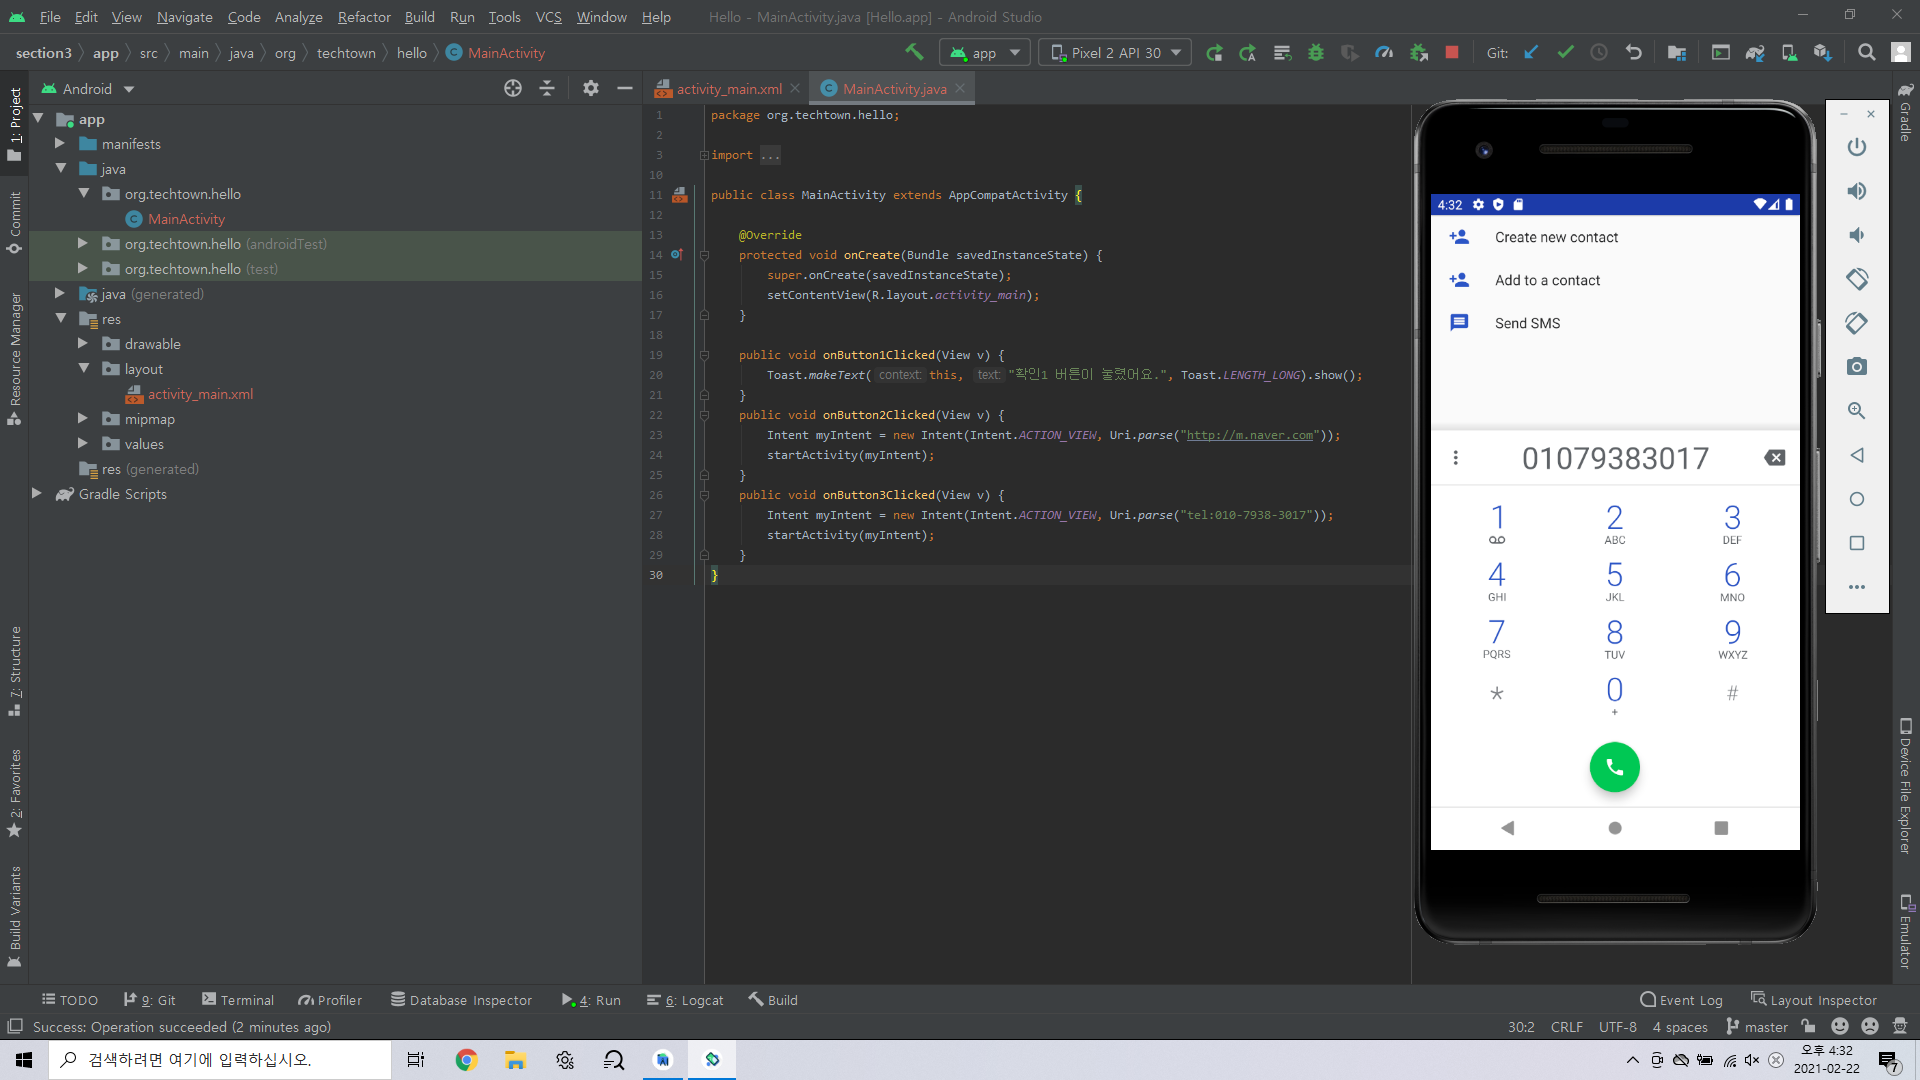 File Edit View Navigate Code Analyze Refactor Build Run Tools VCS Window Help Hello - MainActivity.java [Hello.app] - Android Studio
section3 app src main java org techtown hello MainActivity app Pixel 2 API 30 Git:
Android
activity_main.xml MainActivity.java
1: Project
Commit
Resource Manager
7: Structure
2: Favorites
Build Variants
app
manifests
java
org.techtown.hello
MainActivity
org.techtown.hello (androidTest)
org.techtown.hello (test)
java (generated)
res
drawable
layout
activity_main.xml
mipmap
values
res (generated)
Gradle Scripts
1 package org.techtown.hello;
2
3 import ...
10
11 public class MainActivity extends AppCompatActivity {
12
13 @Override
14 protected void onCreate(Bundle savedInstanceState) {
15 super.onCreate(savedInstanceState);
16 setContentView(R.layout.activity_main);
17 }
18
19 public void onButton1Clicked(View v) {
20 Toast.makeText( context: this, text: "확인1 버튼이 눌렸어요.", Toast.LENGTH_LONG).show();
21 }
22 public void onButton2Clicked(View v) {
23 Intent myIntent = new Intent(Intent.ACTION_VIEW, Uri.parse("http://m.naver.com"));
24 startActivity(myIntent);
25 }
26 public void onButton3Clicked(View v) {
27 Intent myIntent = new Intent(Intent.ACTION_VIEW, Uri.parse("tel:010-7938-3017"));
28 startActivity(myIntent);
29 }
30 }
4:32
Create new contact
Add to a contact
Send SMS
01079383017
1 2 3
ABC DEF
4 5 6
GHI JKL MNO
7 8 9
PQRS TUV WXYZ
* 0 #
+
Gradle
Device File Explorer
Emulator
TODO 9: Git Terminal Profiler Database Inspector 4: Run 6: Logcat Build Event Log Layout Inspector
Success: Operation succeeded (2 minutes ago) 30:2 CRLF UTF-8 4 spaces master
검색하려면 여기에 입력하십시오.
오후 4:32
2021-02-22
7